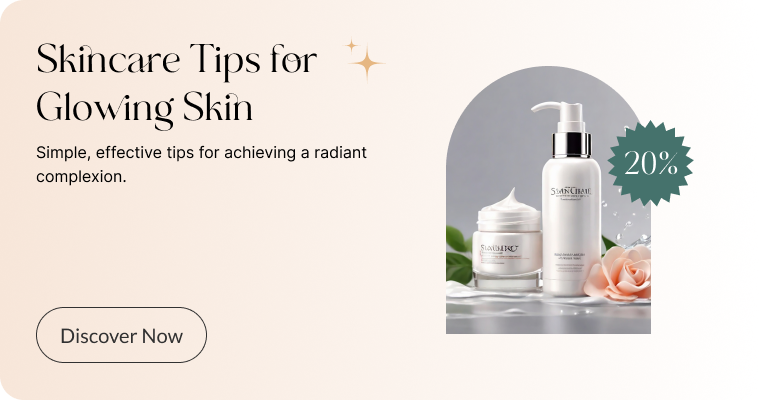 Skincare Tips for
Glowing Skin
Simple, effective tips for achieving a radiant
complexion.
20%
Discover Now